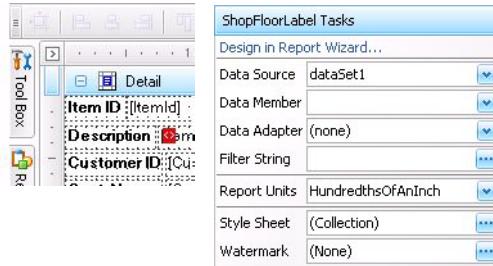 Tool Box
Detail
Item ID [ItemId]
Description
Customer ID
ShopFloorLabel Tasks
Design in Report Wizard...
Data Source dataSet1
Data Member
Data Adapter (none)
Filter String
Report Units HundredthsOfAnInch
Style Sheet (Collection)
Watermark (None)